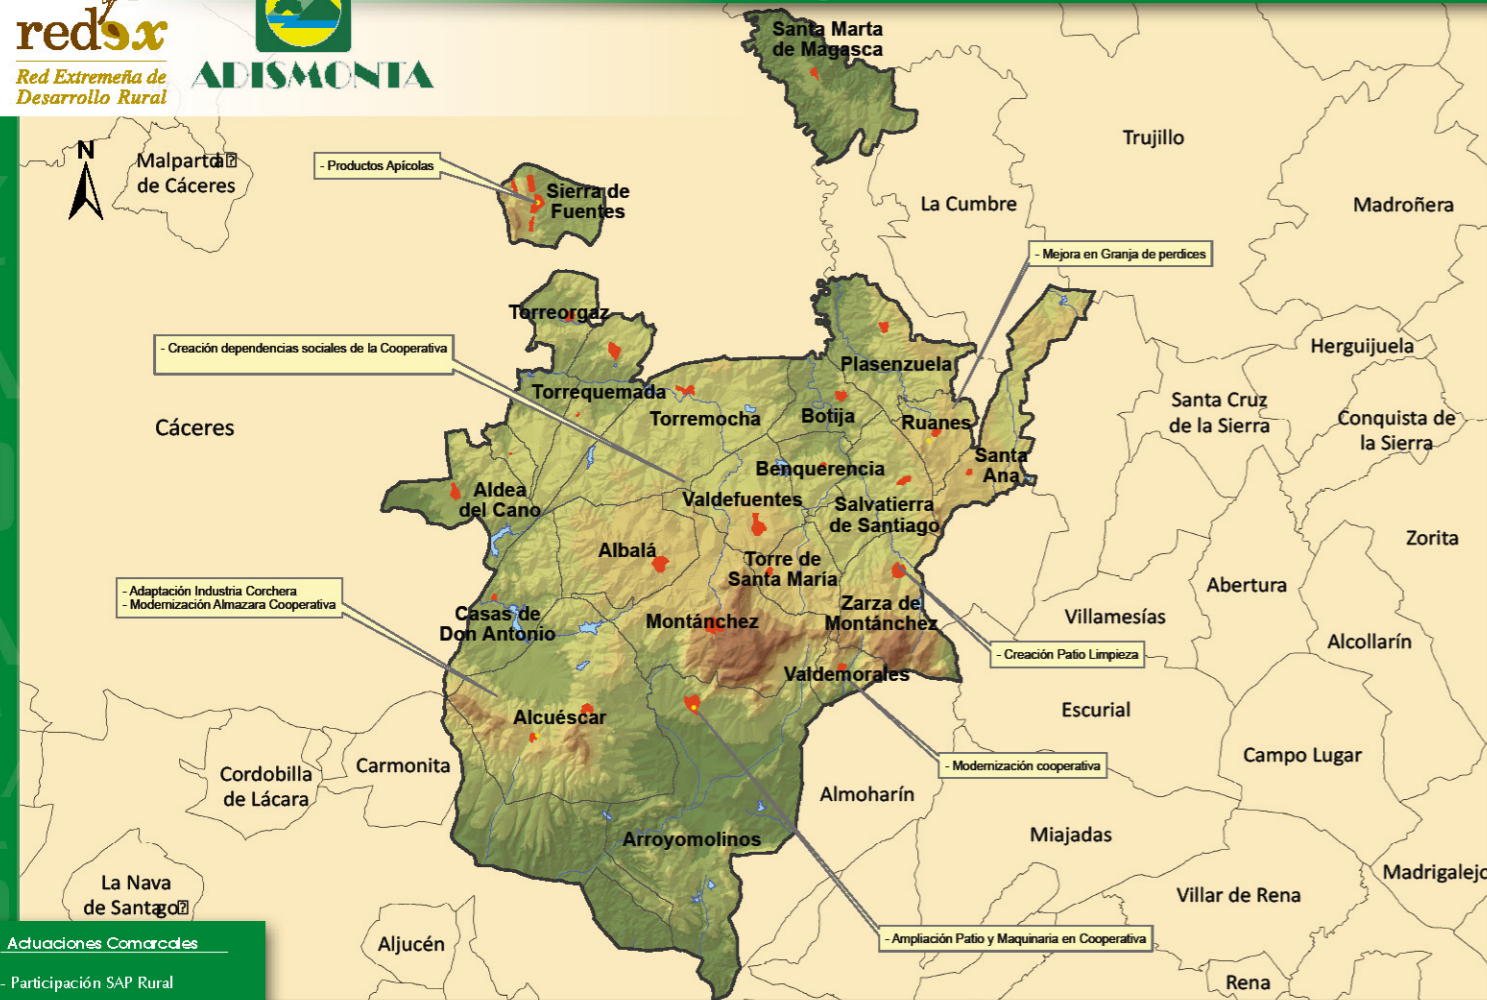 redex
Red Extremeña de
Desarrollo Rural
ADISMONTA
N
Malparta
de Cáceres
Santa Marta
de Magasca
Trujillo
- Productos Apícolas
Sierra de
Fuentes
La Cumbre
Madroñera
- Mejora en Granja de perdices
Torreorgaz
- Creación dependencias sociales de la Cooperativa
Plasenzuela
Herguijuela
Torrequemada
Torremocha
Botija
Ruanes
Santa Cruz
de la Sierra
Conquista de
la Sierra
Cáceres
Benquerencia
Santa
Ana
Aldea
del Cano
Valdefuentes
Salvatierra
de Santiago
Zorita
Albalá
Torre de
Santa María
Abertura
- Adaptación Industria Corchera
- Modernización Almazara Cooperativa
Casas de
Don Antonio
Montánchez
Zarza de
Montánchez
Villamesías
Alcollarín
- Creación Patio Limpieza
Valdemorales
Escurial
Alcuéscar
Campo Lugar
Carmonita
- Modernización cooperativa
Cordobilla
de Lácara
Almoharín
Arroyomolinos
Miajadas
Madrigalejo
La Nava
de Santago
Villar de Rena
Aljucén
- Ampliación Patio y Maquinaria en Cooperativa
Rena
Actuaciones Comarcales
- Participación SAP Rural